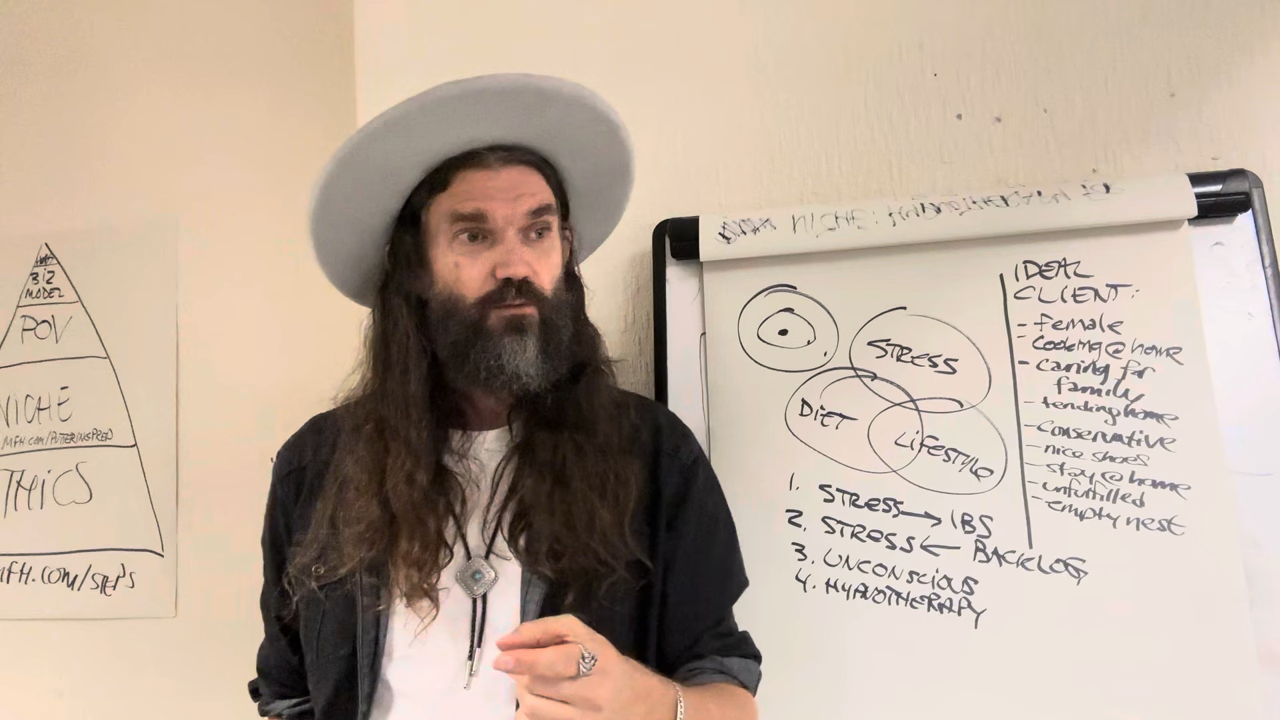 BIZ
MODEL
POV
NICHE
MFH.COM/PUTTERINSPRED
THICS
MFH.COM/STEPS
NICHE: HYPNOTHERAPY
STRESS
DIET
LIFESTYLE
1. STRESS → IBS
2. STRESS ← BACKLOG
3. UNCONSCIOUS
4. HYPNOTHERAPY
IDEAL
CLIENT:
- female
- cooking@home
- caring for
family
- tending home
- conservative
- nice shoes
- stay@home
- unfulfilled
- empty nest